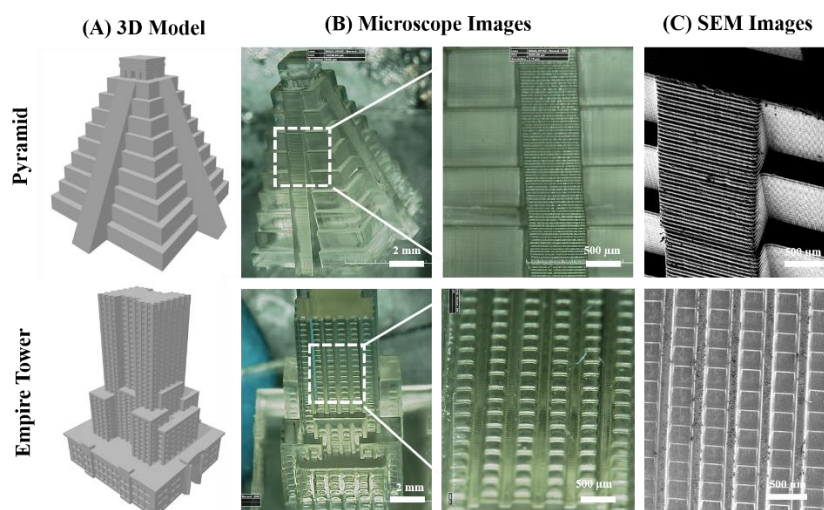 (A) 3D Model
(B) Microscope Images
(C) SEM Images
Pyramid
2 mm
500 μm
500 μm
Empire Tower
2 mm
500 μm
500 μm